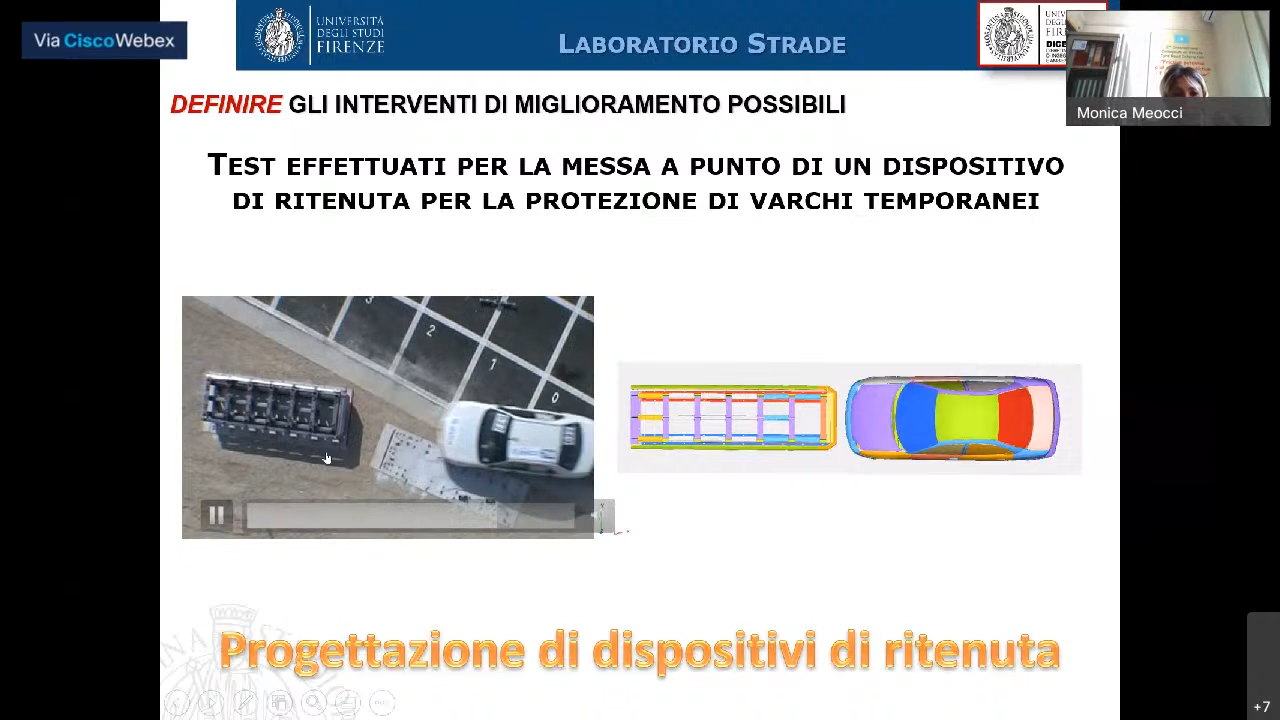 Via Cisco Webex
UNIVERSITÀ
DEGLI STUDI
FIRENZE
LABORATORIO STRADE
Monica Meocci
DEFINIRE GLI INTERVENTI DI MIGLIORAMENTO POSSIBILI
TEST EFFETTUATI PER LA MESSA A PUNTO DI UN DISPOSITIVO
DI RITENUTA PER LA PROTEZIONE DI VARCHI TEMPORANEI
3
2
1
0
Progettazione di dispositivi di ritenuta
+7